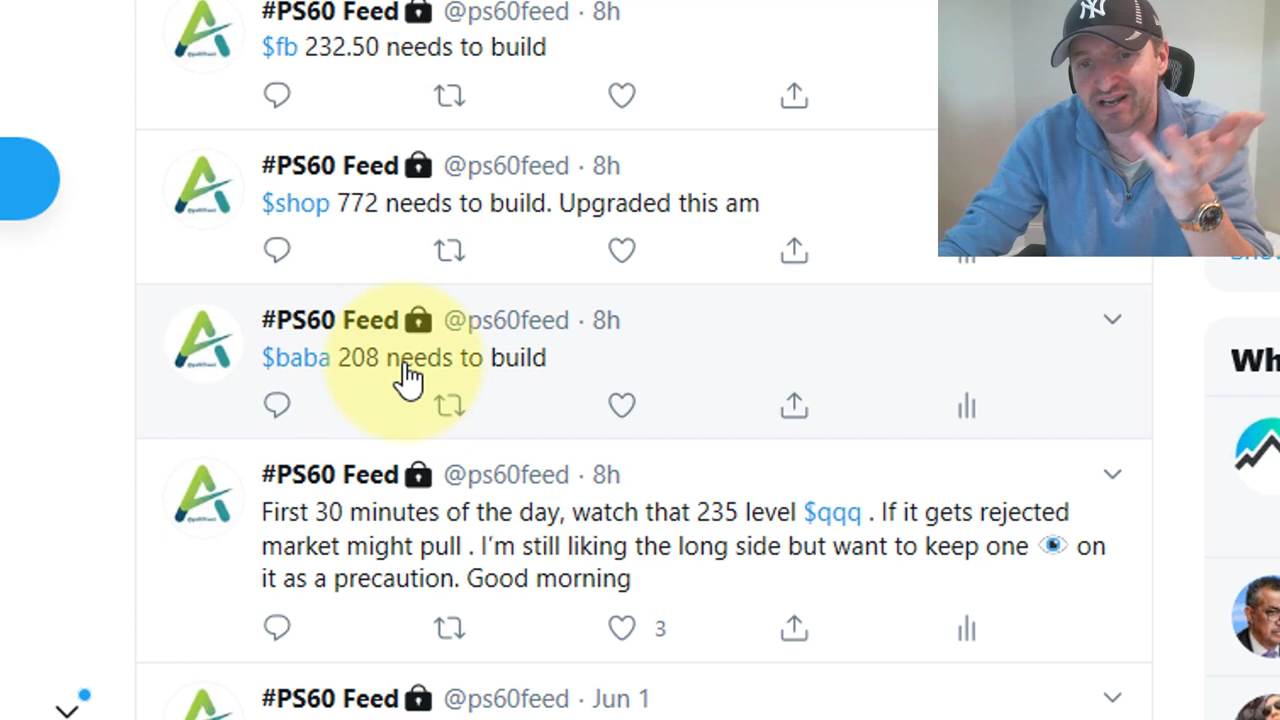 #PS60 Feed @ps60feed · 8h
$fb 232.50 needs to build
#PS60 Feed @ps60feed · 8h
$shop 772 needs to build. Upgraded this am
#PS60 Feed @ps60feed · 8h
$baba 208 needs to build
#PS60 Feed @ps60feed · 8h
First 30 minutes of the day, watch that 235 level $qqq . If it gets rejected
market might pull . I’m still liking the long side but want to keep one 👁 on
it as a precaution. Good morning
3
#PS60 Feed @ps60feed · Jun 1
Wh
NY